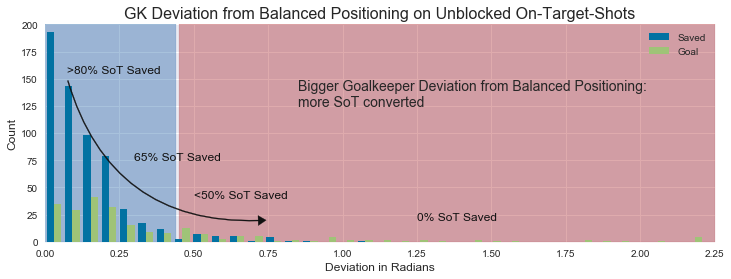 GK Deviation from Balanced Positioning on Unblocked On-Target-Shots
200
175
150
125
100
75
50
25
0
Count
>80% SoT Saved
65% SoT Saved
<50% SoT Saved
0% SoT Saved
Bigger Goalkeeper Deviation from Balanced Positioning:
more SoT converted
Saved
Goal
0.00 0.25 0.50 0.75 1.00 1.25 1.50 1.75 2.00 2.25
Deviation in Radians